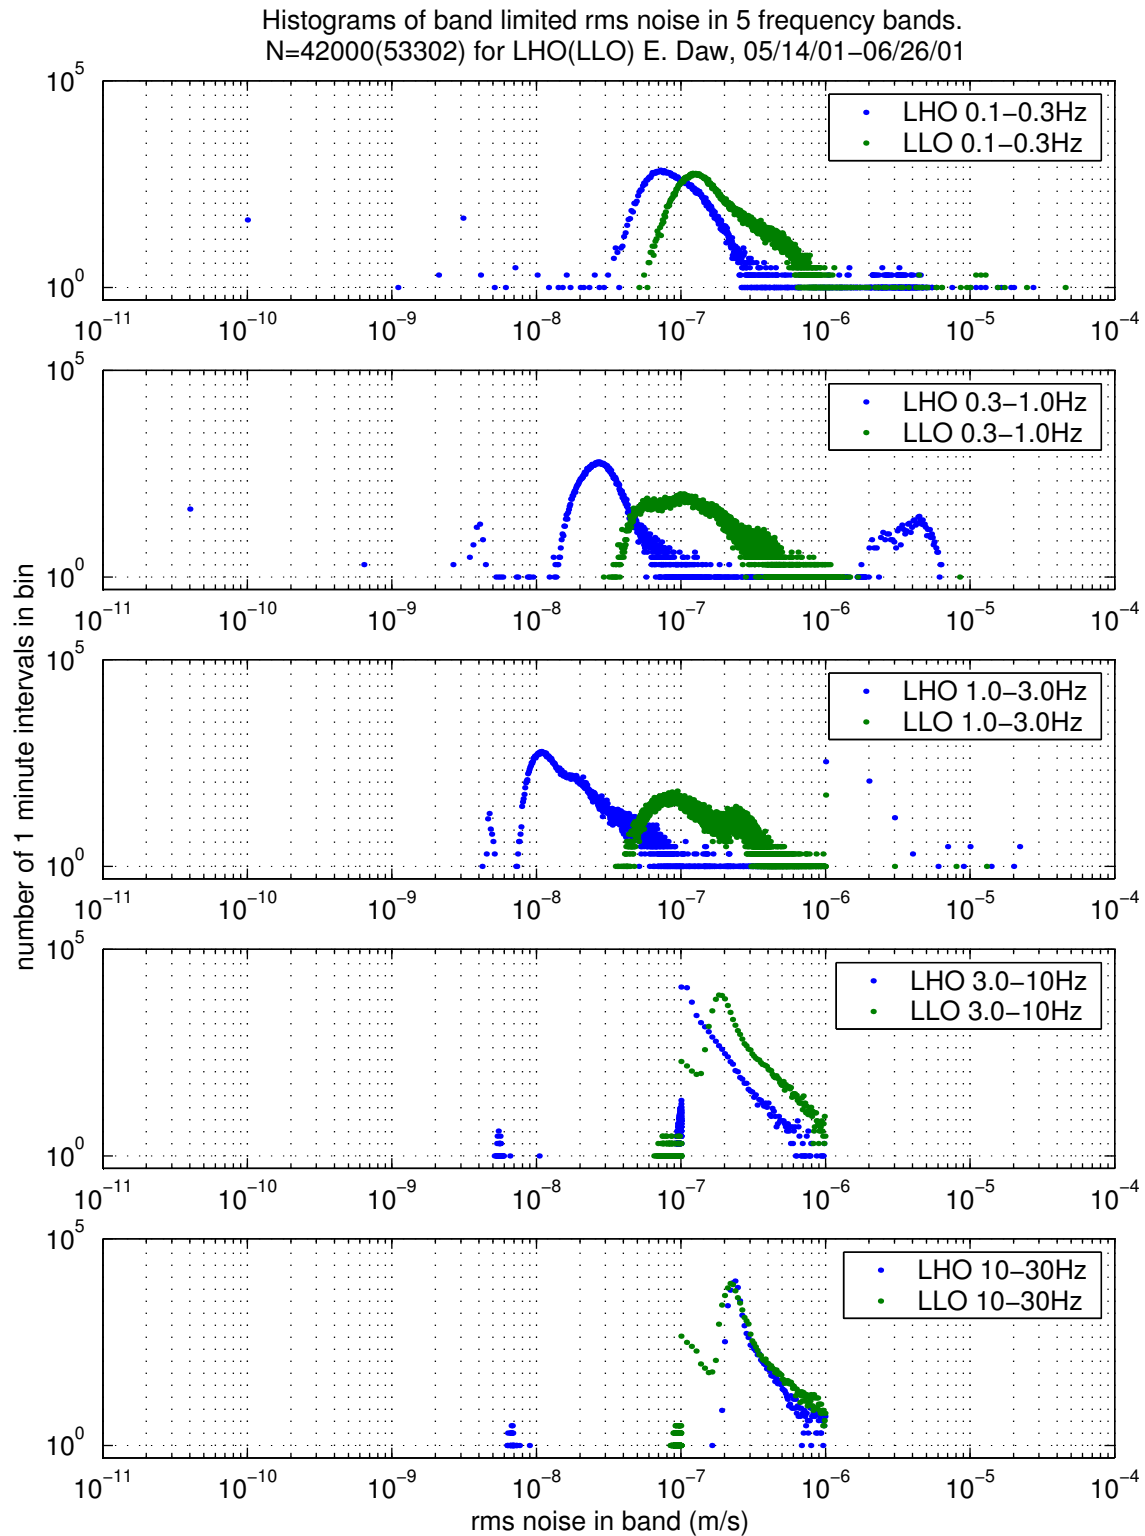 Histograms of band limited rms noise in 5 frequency bands.
N=42000(53302) for LHO(LLO) E. Daw, 05/14/01−06/26/01
number of 1 minute intervals in bin
10^5
10^0
LHO 0.1−0.3Hz
LLO 0.1−0.3Hz
10^−11 10^−10 10^−9 10^−8 10^−7 10^−6 10^−5 10^−4
10^5
10^0
LHO 0.3−1.0Hz
LLO 0.3−1.0Hz
10^−11 10^−10 10^−9 10^−8 10^−7 10^−6 10^−5 10^−4
10^5
10^0
LHO 1.0−3.0Hz
LLO 1.0−3.0Hz
10^−11 10^−10 10^−9 10^−8 10^−7 10^−6 10^−5 10^−4
10^5
10^0
LHO 3.0−10Hz
LLO 3.0−10Hz
10^−11 10^−10 10^−9 10^−8 10^−7 10^−6 10^−5 10^−4
10^5
10^0
LHO 10−30Hz
LLO 10−30Hz
10^−11 10^−10 10^−9 10^−8 10^−7 10^−6 10^−5 10^−4
rms noise in band (m/s)